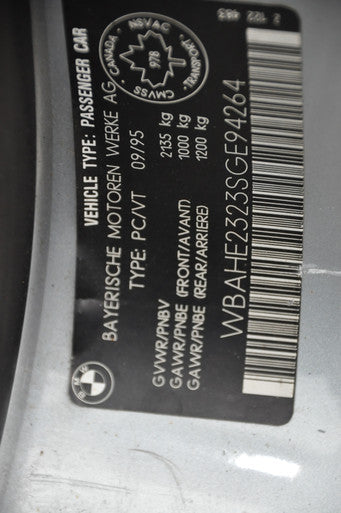 VEHICLE TYPE: PASSENGER CAR
BAYERISCHE MOTOREN WERKE AG
TYPE: PC/VT 09/95
GVWR/PNBV 2135 kg
GAWR/PNBE (FRONT/AVANT) 1000 kg
GAWR/PNBE (REAR/ARRIERE) 1200 kg
WBAHE2323SGE94264
BMW
CANADA
NSVAC
TRANSPORT
CMVSS
978